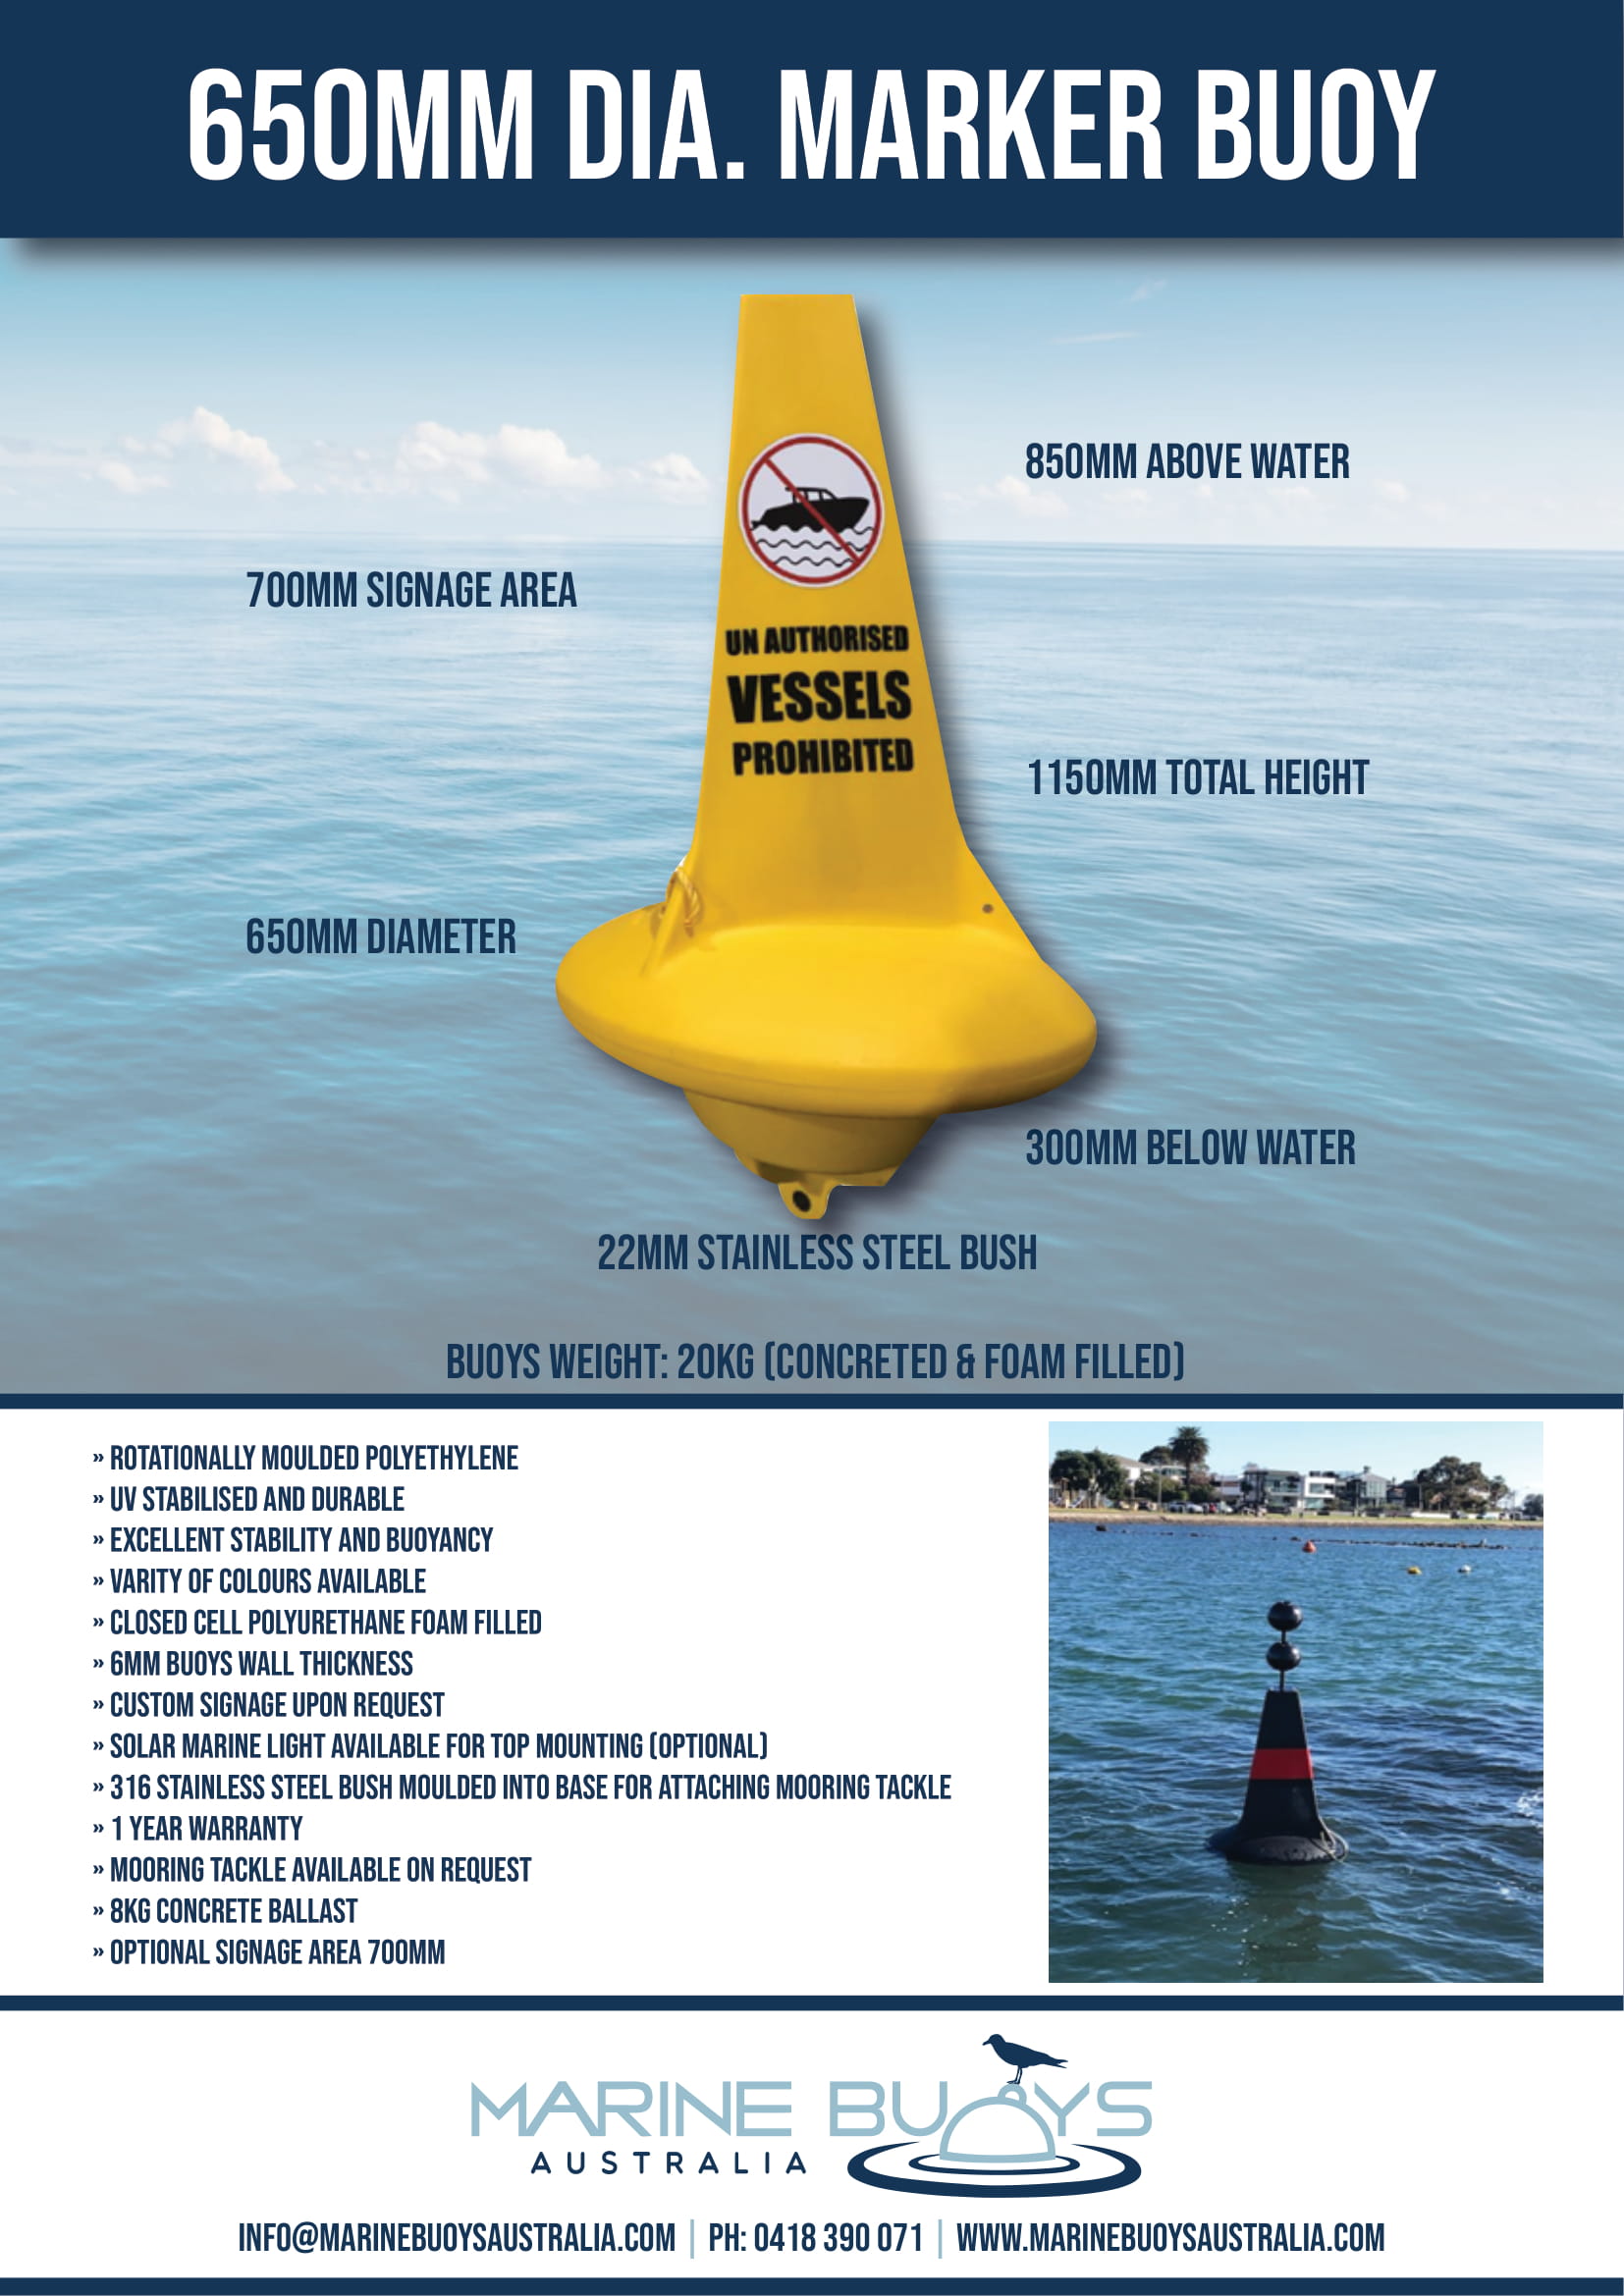 650MM DIA. MARKER BUOY
850MM ABOVE WATER
700MM SIGNAGE AREA
UN AUTHORISED
VESSELS
PROHIBITED
1150MM TOTAL HEIGHT
650MM DIAMETER
300MM BELOW WATER
22MM STAINLESS STEEL BUSH
BUOYS WEIGHT: 20KG (CONCRETED & FOAM FILLED)
» ROTATIONALLY MOULDED POLYETHYLENE
» UV STABILISED AND DURABLE
» EXCELLENT STABILITY AND BUOYANCY
» VARITY OF COLOURS AVAILABLE
» CLOSED CELL POLYURETHANE FOAM FILLED
» 6MM BUOYS WALL THICKNESS
» CUSTOM SIGNAGE UPON REQUEST
» SOLAR MARINE LIGHT AVAILABLE FOR TOP MOUNTING (OPTIONAL)
» 316 STAINLESS STEEL BUSH MOULDED INTO BASE FOR ATTACHING MOORING TACKLE
» 1 YEAR WARRANTY
» MOORING TACKLE AVAILABLE ON REQUEST
» 8KG CONCRETE BALLAST
» OPTIONAL SIGNAGE AREA 700MM
MARINE BUOYS
AUSTRALIA
INFO@MARINEBUOYSAUSTRALIA.COM | PH: 0418 390 071 | WWW.MARINEBUOYSAUSTRALIA.COM